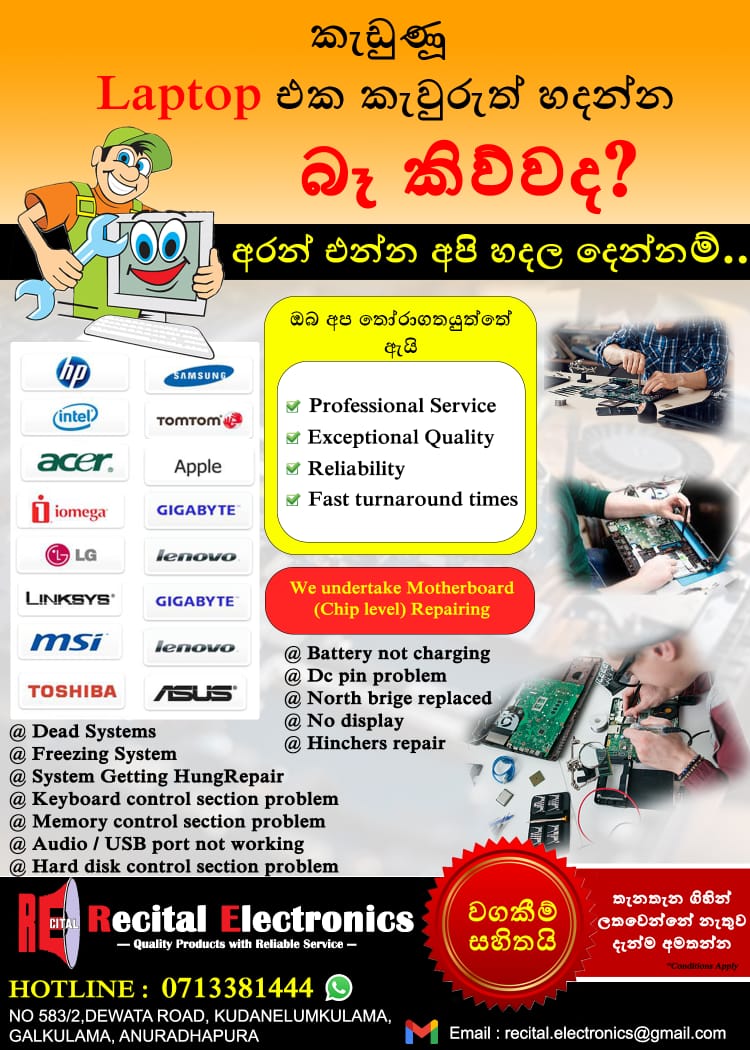 කැඩුණූ
Laptop එක කැවුරුත් හදන්න
බෑ කිව්වද?
අරන් එන්න අපි හදල දෙන්නම්..
ඔබ අප තෝරාගතයුත්තේ
ඇයි
Professional Service
Exceptional Quality
Reliability
Fast turnaround times
hp
SAMSUNG
intel
TOMTOM
acer
Apple
iomega
GIGABYTE
LG
lenovo
LINKSYS
GIGABYTE
msi
lenovo
TOSHIBA
ASUS
We undertake Motherboard
(Chip level) Repairing
@ Battery not charging
@ Dc pin problem
@ North brige replaced
@ No display
@ Hinchers repair
@ Dead Systems
@ Freezing System
@ System Getting HungRepair
@ Keyboard control section problem
@ Memory control section problem
@ Audio / USB port not working
@ Hard disk control section problem
RECITAL
Recital Electronics
— Quality Products with Reliable Service —
වගකීම්
සහිතයි
තැනතැන ගිහින්
ලතවෙන්නේ නැතුව
දැන්ම අමතන්න
*Conditions Apply
HOTLINE : 0713381444
NO 583/2,DEWATA ROAD, KUDANELUMKULAMA,
GALKULAMA, ANURADHAPURA
Email : recital.electronics@gmail.com